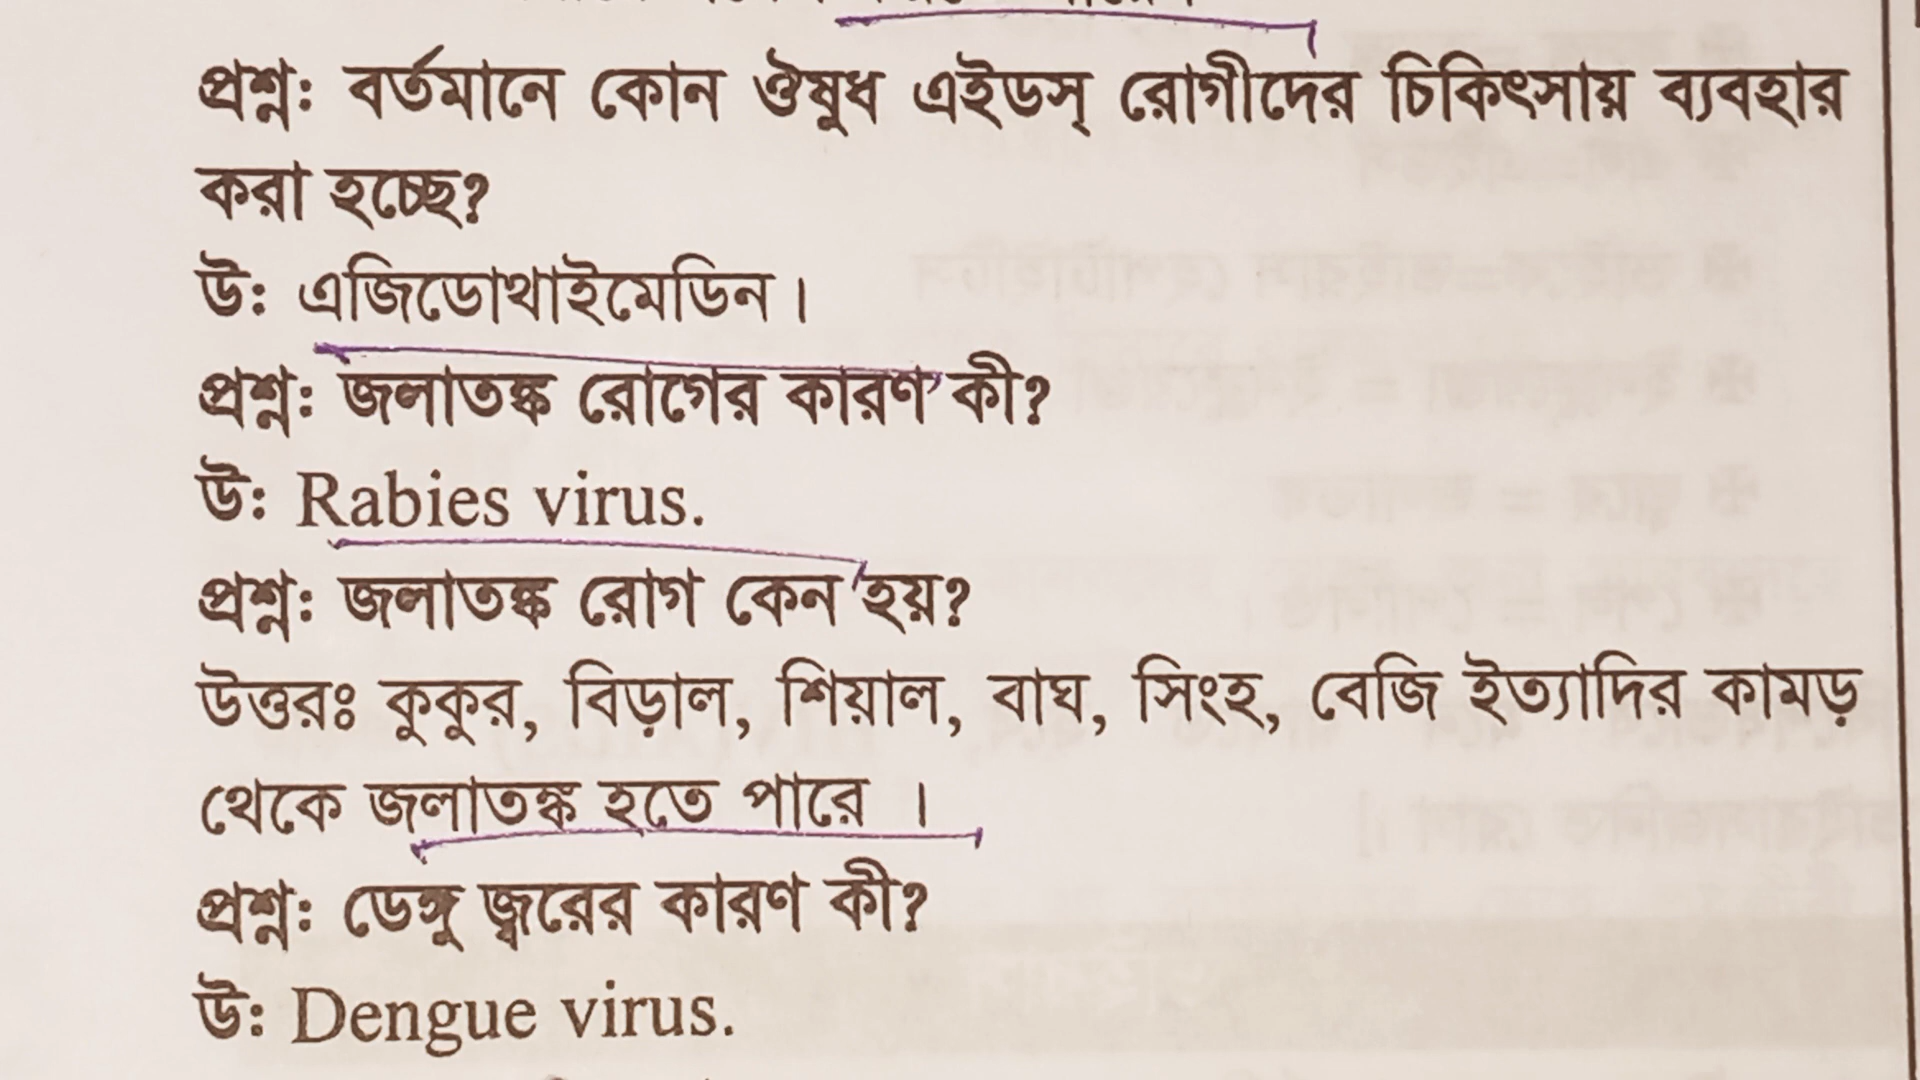 প্রশ্ন: বর্তমানে কোন ঔষুধ এইডস্ রোগীদের চিকিৎসায় ব্যবহার
করা হচ্ছে?
উ: এজিডোথাইমেডিন।
প্রশ্ন: জলাতঙ্ক রোগের কারণ কী?
উ: Rabies virus.
প্রশ্ন: জলাতঙ্ক রোগ কেন হয়?
উত্তরঃ কুকুর, বিড়াল, শিয়াল, বাঘ, সিংহ, বেজি ইত্যাদির কামড়
থেকে জলাতঙ্ক হতে পারে ।
প্রশ্ন: ডেঙ্গু জ্বরের কারণ কী?
উ: Dengue virus.